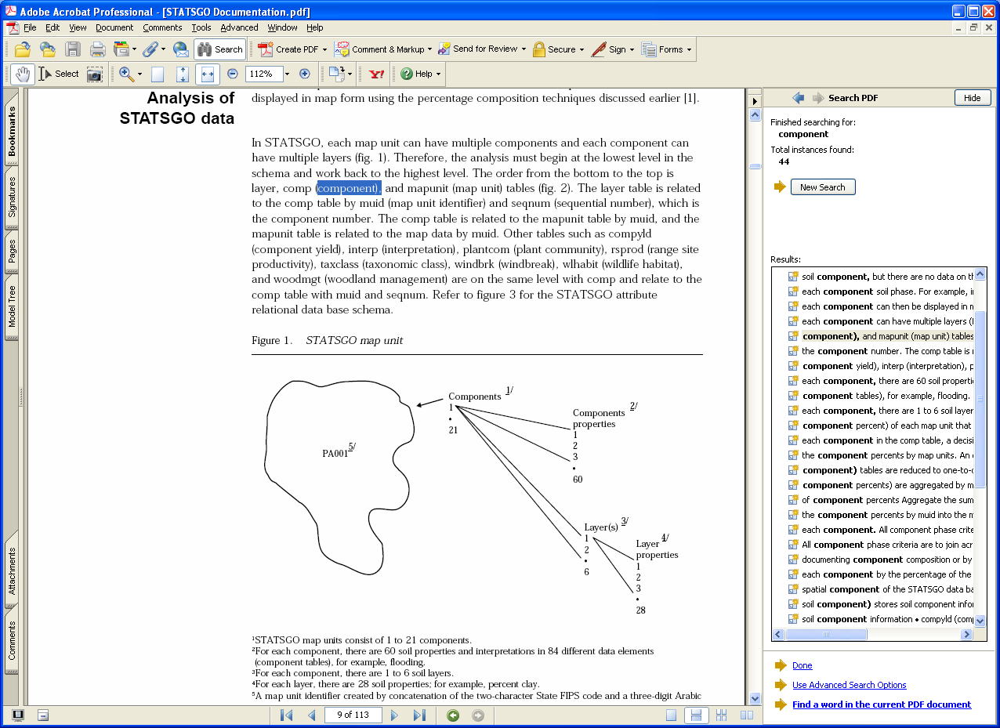 Adobe Acrobat Professional - [STATSGO Documentation.pdf]
File Edit View Document Comments Tools Advanced Window Help
Search Create PDF Comment & Markup Send for Review Secure Sign Forms
Select 112% Y! Help
Bookmarks
Signatures
Pages
Model Tree
Attachments
Comments
Analysis of
STATSGO data
displayed in map form using the percentage composition techniques discussed earlier [1].
In STATSGO, each map unit can have multiple components and each component can
have multiple layers (fig. 1). Therefore, the analysis must begin at the lowest level in the
schema and work back to the highest level. The order from the bottom to the top is
layer, comp (component), and mapunit (map unit) tables (fig. 2). The layer table is related
to the comp table by muid (map unit identifier) and seqnum (sequential number), which is
the component number. The comp table is related to the mapunit table by muid, and the
mapunit table is related to the map data by muid. Other tables such as compyld
(component yield), interp (interpretation), plantcom (plant community), rsprod (range site
productivity), taxclass (taxonomic class), windbrk (windbreak), wlhabit (wildlife habitat),
and woodmgt (woodland management) are on the same level with comp and relate to the
comp table with muid and seqnum. Refer to figure 3 for the STATSGO attribute
relational data base schema.
Figure 1. STATSGO map unit
Components 1/
1
•
21
Components 2/
properties
1
2
3
•
60
PA001 5/
Layer(s) 3/
1
2
•
6
Layer 4/
properties
1
2
3
•
28
1STATSGO map units consist of 1 to 21 components.
2For each component, there are 60 soil properties and interpretations in 84 different data elements
(component tables), for example, flooding.
3For each component, there are 1 to 6 soil layers.
4For each layer, there are 28 soil properties; for example, percent clay.
5A map unit identifier created by concatenation of the two-character State FIPS code and a three-digit Arabic
9 of 113
Search PDF Hide
Finished searching for:
component
Total instances found:
44
New Search
Results:
soil component, but there are no data on th
each component soil phase. For example, i
each component can then be displayed in m
each component can have multiple layers (
component), and mapunit (map unit) tables
the component number. The comp table is
component yield), interp (interpretation), p
each component, there are 60 soil properti
component tables), for example, flooding.
each component, there are 1 to 6 soil layer
component percent) of each map unit that
each component in the comp table, a decisi
the component percents by map units. An
component) tables are reduced to one-to-
component percents) are aggregated by m
of component percents Aggregate the sum
the component percents by muid into the m
each component. All component phase crite
All component phase criteria are to join acr
documenting component composition or by
each component by the percentage of the
spatial component of the STATSGO data ba
soil component) stores soil component infor
soil component information • compyld (comp
Done
Use Advanced Search Options
Find a word in the current PDF document